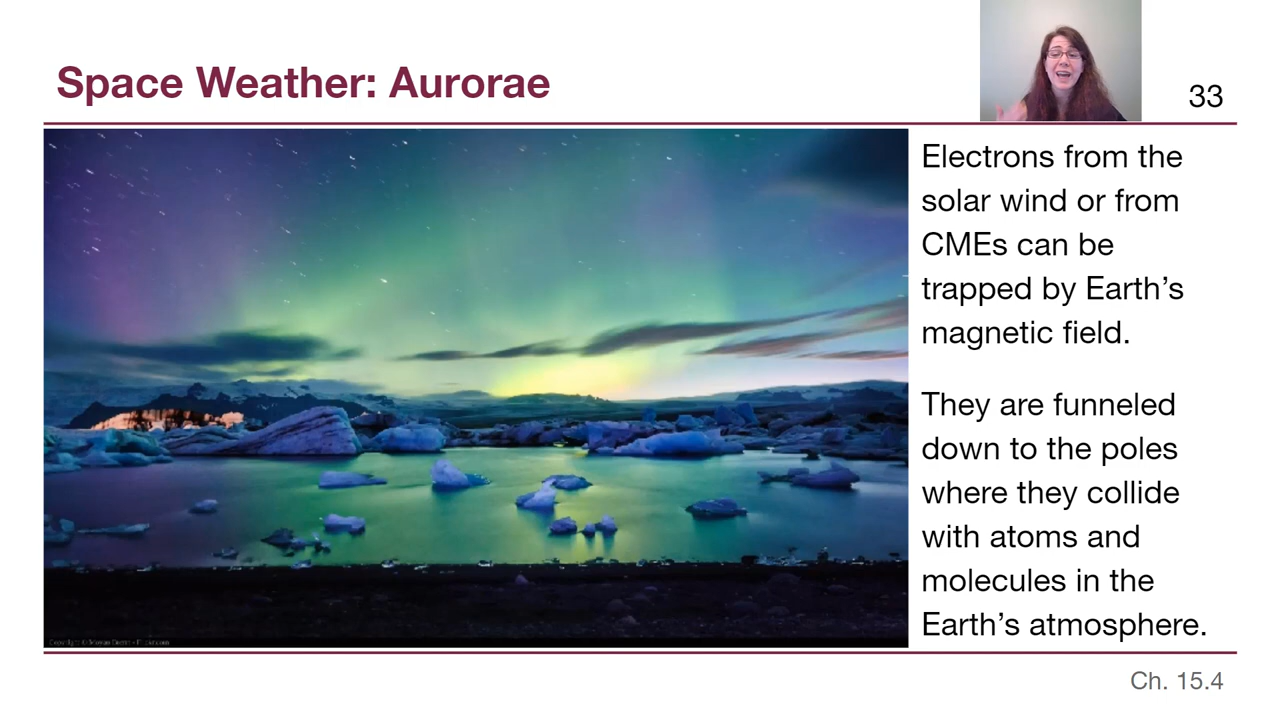 Space Weather: Aurorae
33
Electrons from the
solar wind or from
CMEs can be
trapped by Earth’s
magnetic field.
They are funneled
down to the poles
where they collide
with atoms and
molecules in the
Earth’s atmosphere.
Ch. 15.4